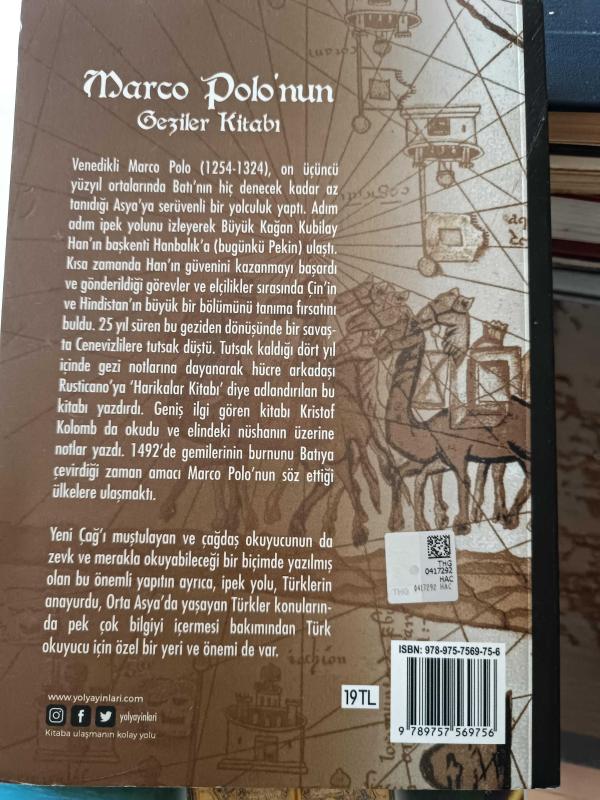 Marco Polo'nun
Geziler Kitabı
Venedikli Marco Polo (1254-1324), on üçüncü
yüzyıl ortalarında Batı'nın hiç denecek kadar az
tanıdığı Asya'ya serüvenli bir yolculuk yaptı. Adım
adım ipek yolunu izleyerek Büyük Kağan Kubilay
Han'ın başkenti Hanbalık'a (bugünkü Pekin) ulaştı.
Kısa zamanda Han'ın güvenini kazanmayı başardı
ve gönderildiği görevler ve elçilikler sırasında Çin'in
ve Hindistan'ın büyük bir bölümünü tanıma fırsatını
buldu. 25 yıl süren bu geziden dönüşünde bir savaş-
ta Cenevizlilere tutsak düştü. Tutsak kaldığı dört yıl
içinde gezi notlarına dayanarak hücre arkadaşı
Rusticano'ya 'Harikalar Kitabı' diye adlandırılan bu
kitabı yazdırdı. Geniş ilgi gören kitabı Kristof
Kolomb da okudu ve elindeki nüshanın üzerine
notlar yazdı. 1492'de gemilerinin burnunu Batıya
çevirdiği zaman amacı Marco Polo'nun söz ettiği
ülkelere ulaşmaktı.
Yeni Çağ'ı muştulayan ve çağdaş okuyucunun da
zevk ve merakla okuyabileceği bir biçimde yazılmış
olan bu önemli yapıtın ayrıca, ipek yolu, Türklerin
anayurdu, Orta Asya'da yaşayan Türkler konuların-
da pek çok bilgiyi içermesi bakımından Türk
okuyucu için özel bir yeri ve önemi de var.
THG
0417292
HAC
THG 0417292 HAC
ISBN: 978-975-7569-75-6
9 789757 569756
19TL
www.yolyayinlari.com
yolyayinlari
Kitaba ulaşmanın kolay yolu